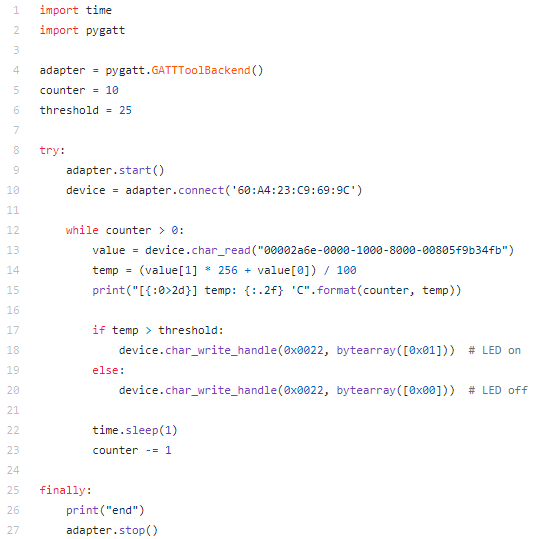 1 import time
2 import pygatt
3
4 adapter = pygatt.GATTToolBackend()
5 counter = 10
6 threshold = 25
7
8 try:
9     adapter.start()
10     device = adapter.connect('60:A4:23:C9:69:9C')
11
12     while counter > 0:
13         value = device.char_read("00002a6e-0000-1000-8000-00805f9b34fb")
14         temp = (value[1] * 256 + value[0]) / 100
15         print("[{:0>2d}] temp: {:.2f} 'C".format(counter, temp))
16
17         if temp > threshold:
18             device.char_write_handle(0x0022, bytearray([0x01]))  # LED on
19         else:
20             device.char_write_handle(0x0022, bytearray([0x00]))  # LED off
21
22         time.sleep(1)
23         counter -= 1
24
25 finally:
26     print("end")
27     adapter.stop()